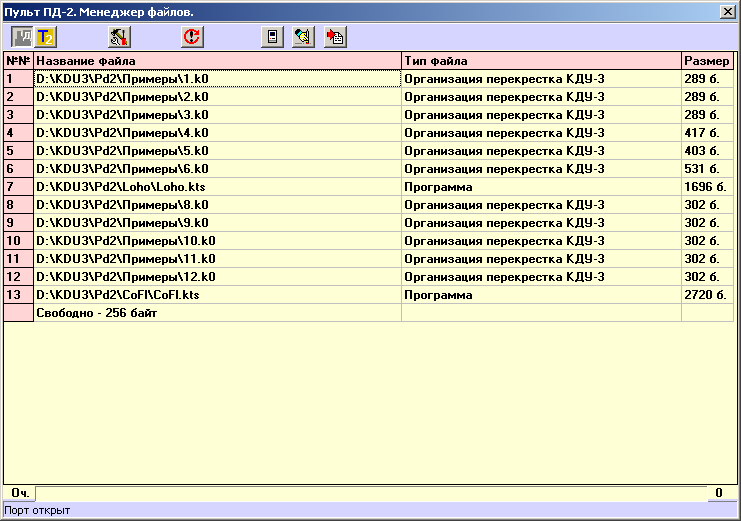 Пульт ПД-2. Менеджер файлов.
№№ Название файла Тип файла Размер
1 D:\KDU3\Pd2\Примеры\1.k0 Организация перекрестка КДУ-3 289 б.
2 D:\KDU3\Pd2\Примеры\2.k0 Организация перекрестка КДУ-3 289 б.
3 D:\KDU3\Pd2\Примеры\3.k0 Организация перекрестка КДУ-3 289 б.
4 D:\KDU3\Pd2\Примеры\4.k0 Организация перекрестка КДУ-3 417 б.
5 D:\KDU3\Pd2\Примеры\5.k0 Организация перекрестка КДУ-3 403 б.
6 D:\KDU3\Pd2\Примеры\6.k0 Организация перекрестка КДУ-3 531 б.
7 D:\KDU3\Pd2\Loho\Loho.kts Программа 1696 б.
8 D:\KDU3\Pd2\Примеры\8.k0 Организация перекрестка КДУ-3 302 б.
9 D:\KDU3\Pd2\Примеры\9.k0 Организация перекрестка КДУ-3 302 б.
10 D:\KDU3\Pd2\Примеры\10.k0 Организация перекрестка КДУ-3 302 б.
11 D:\KDU3\Pd2\Примеры\11.k0 Организация перекрестка КДУ-3 302 б.
12 D:\KDU3\Pd2\Примеры\12.k0 Организация перекрестка КДУ-3 302 б.
13 D:\KDU3\Pd2\CoFl\CoFl.kts Программа 2720 б.
Свободно - 256 байт
Оч. 0
Порт открыт